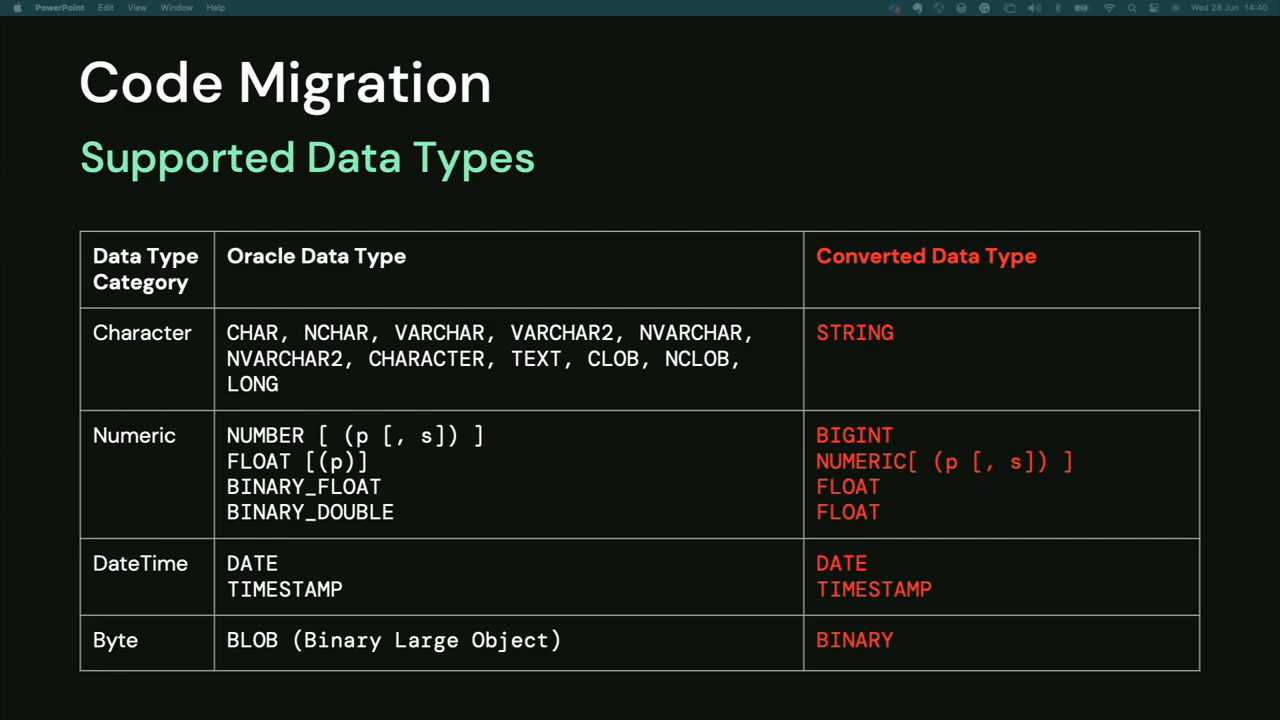 PowerPoint Edit View Window Help Wed 28 Jun 14:40
Code Migration
Supported Data Types
Data Type Category
Oracle Data Type
Converted Data Type
Character
CHAR, NCHAR, VARCHAR, VARCHAR2, NVARCHAR,
NVARCHAR2, CHARACTER, TEXT, CLOB, NCLOB,
LONG
STRING
Numeric
NUMBER [ (p [, s]) ]
FLOAT [(p)]
BINARY_FLOAT
BINARY_DOUBLE
BIGINT
NUMERIC[ (p [, s]) ]
FLOAT
FLOAT
DateTime
DATE
TIMESTAMP
DATE
TIMESTAMP
Byte
BLOB (Binary Large Object)
BINARY